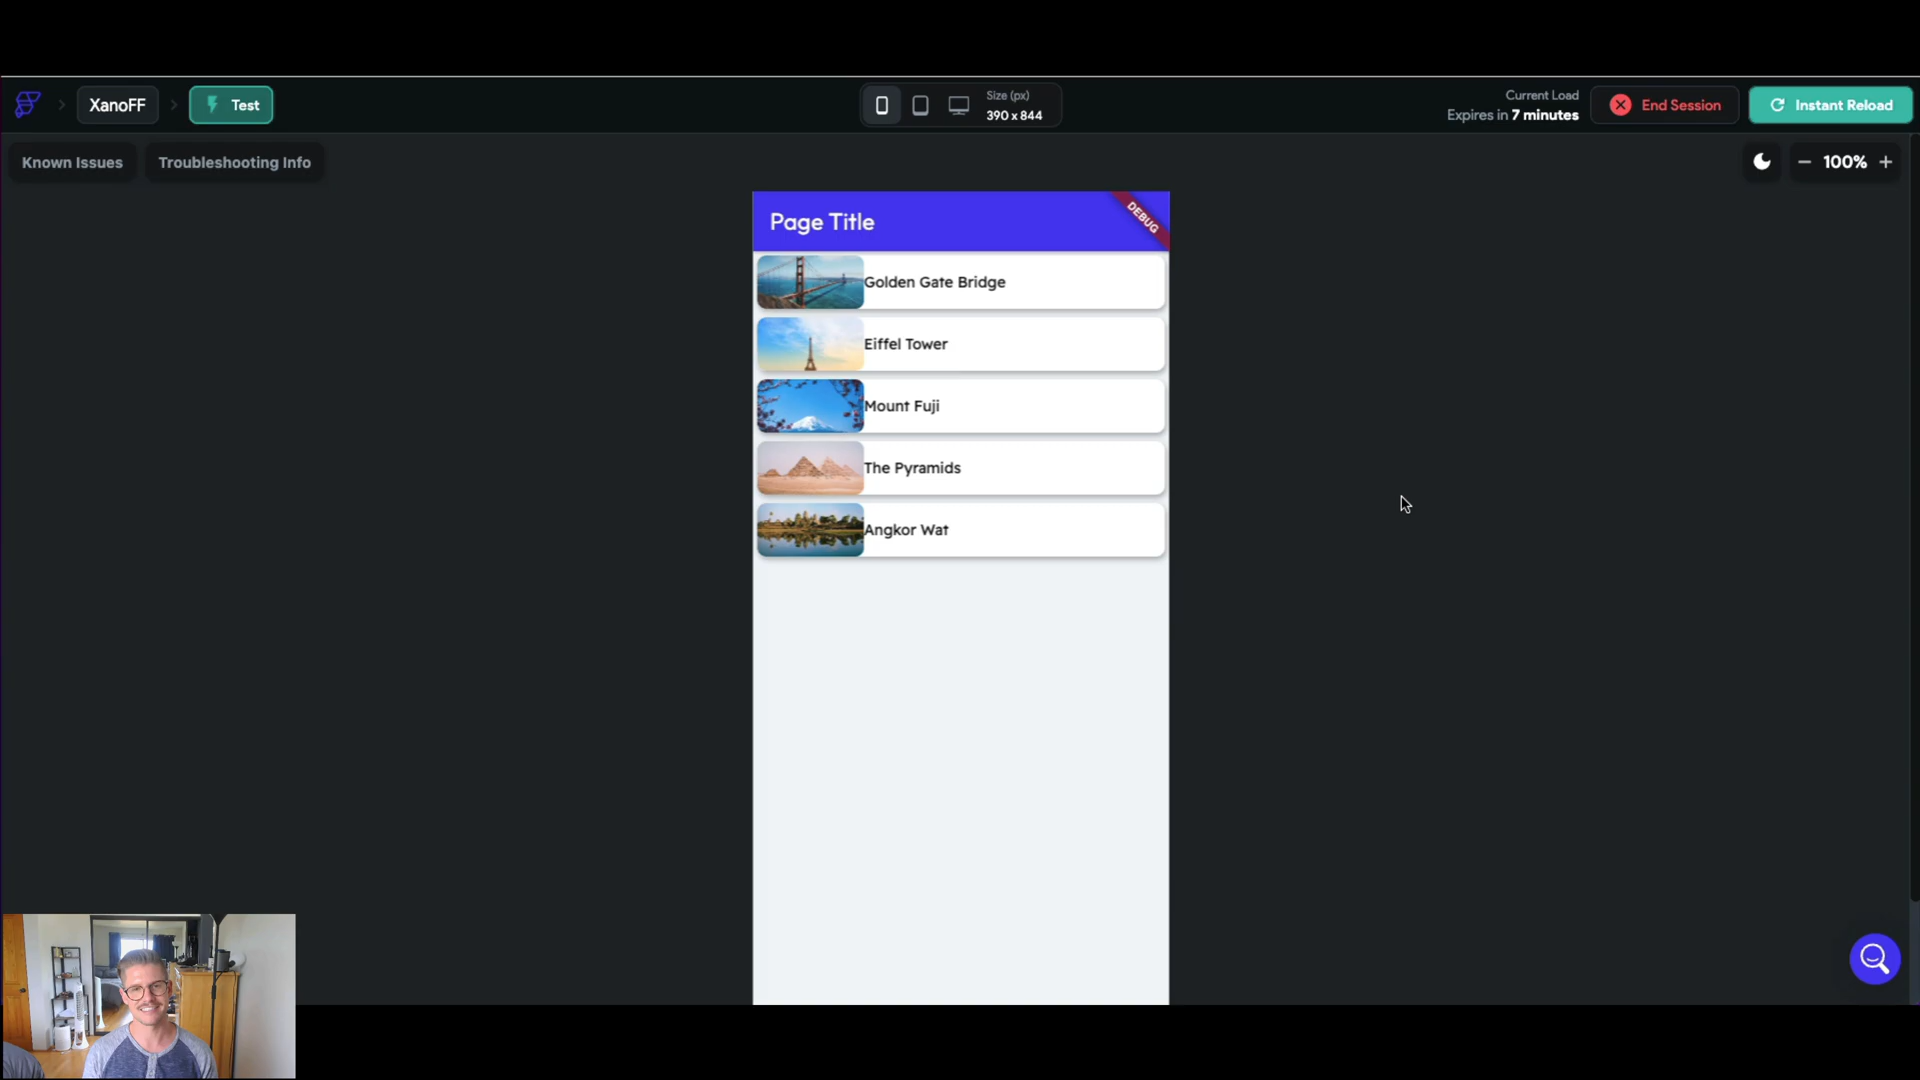 XanoFF
Test
Size (px)
390 x 844
Current Load
Expires in 7 minutes
End Session
Instant Reload
Known Issues
Troubleshooting Info
100%
Page Title
DEBUG
Golden Gate Bridge
Eiffel Tower
Mount Fuji
The Pyramids
Angkor Wat